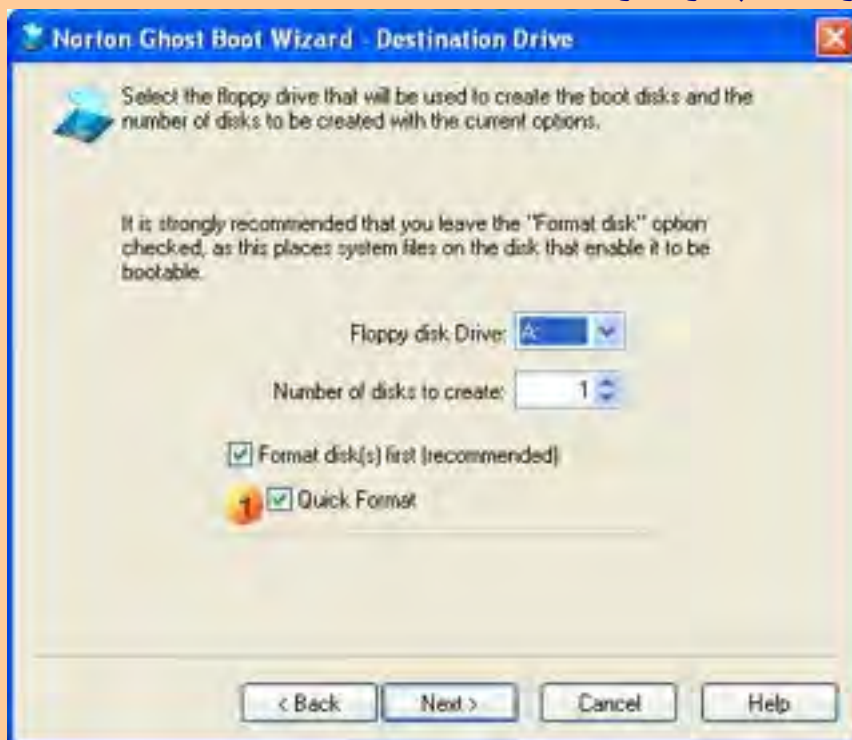 Norton Ghost Boot Wizard - Destination Drive
Select the floppy drive that will be used to create the boot disks and the
number of disks to be created with the current options.
It is strongly recommended that you leave the "Format disk" option
checked, as this places system files on the disk that enable it to be
bootable.
Floppy disk Drive: A:
Number of disks to create: 1
Format disk(s) first (recommended)
1 Quick Format
< Back Next > Cancel Help